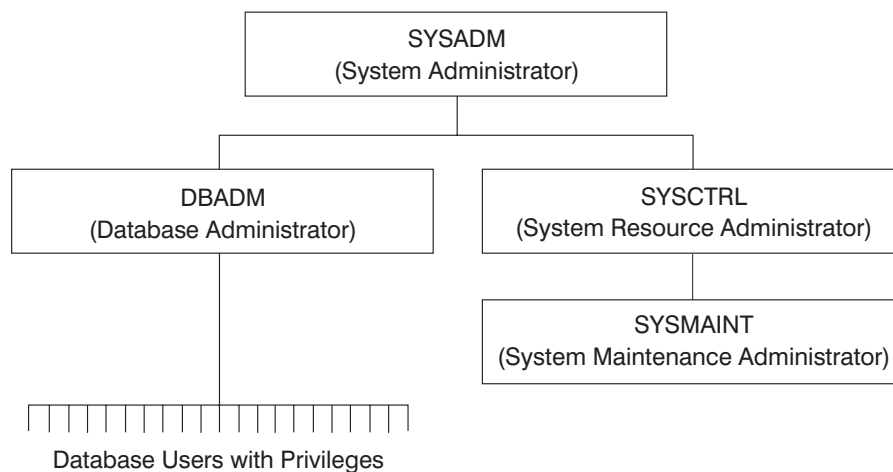 SYSADM
(System Administrator)
DBADM
(Database Administrator)
SYSCTRL
(System Resource Administrator)
SYSMAINT
(System Maintenance Administrator)
Database Users with Privileges